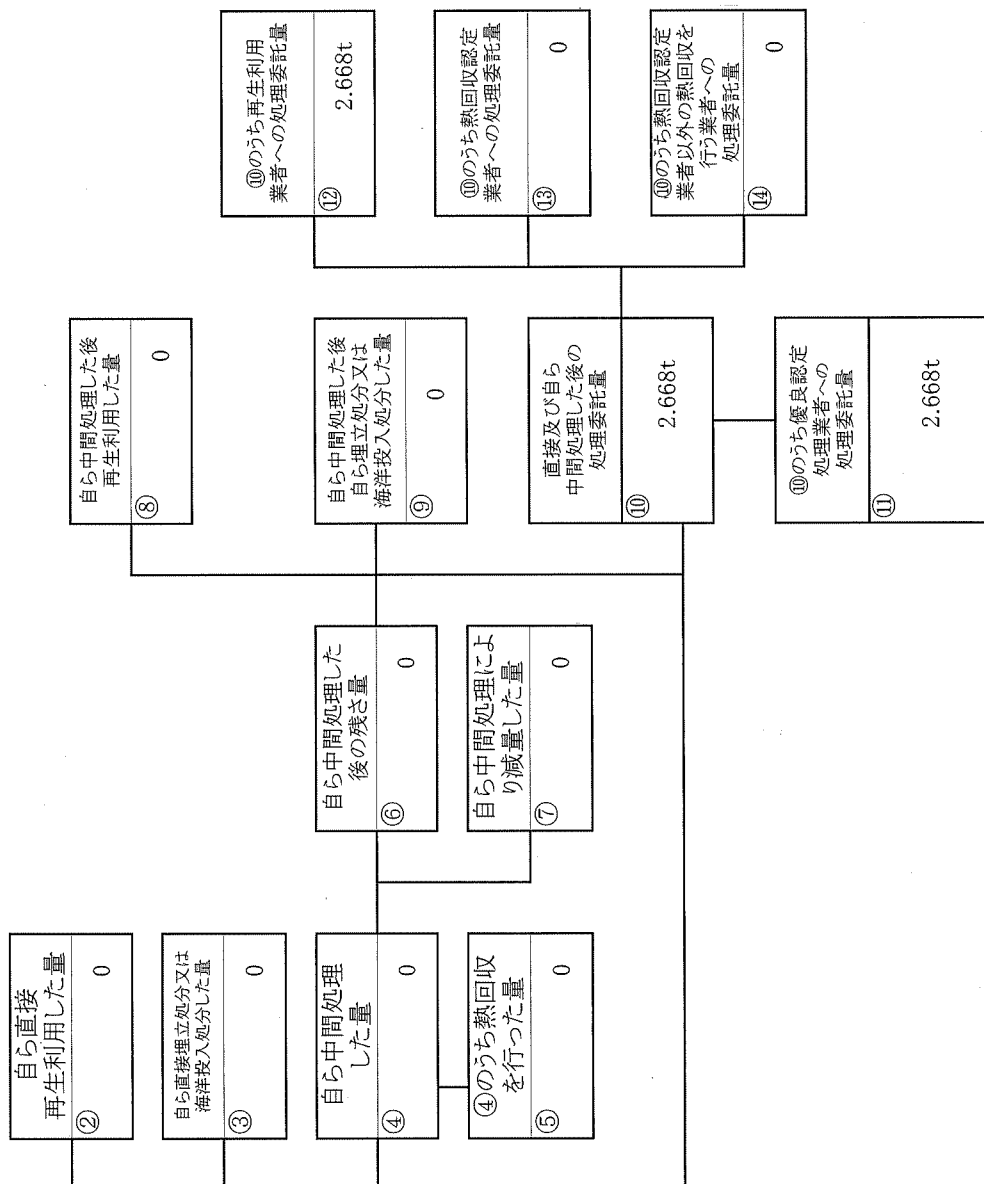 自ら直接
再生利用した量
②
0
自ら直接埋立処分又は
海洋投入処分した量
③
0
自ら中間処理
した量
④
0
④のうち熱回収
を行った量
⑤
0
自ら中間処理した
後の残さ量
⑥
0
自ら中間処理によ
り減量した量
⑦
0
自ら中間処理した後
再生利用した量
⑧
0
自ら中間処理した後
自ら埋立処分又は
海洋投入処分した量
⑨
0
直接及び自ら
中間処理した後の
処理委託量
⑩
2.668t
⑩のうち優良認定
処理業者への
処理委託量
⑪
2.668t
⑩のうち再生利用
業者への処理委託量
⑫
2.668t
⑩のうち熱回収認定
業者への処理委託量
⑬
0
⑩のうち熱回収認定
業者以外の熱回収を
行う業者への
処理委託量
⑭
0